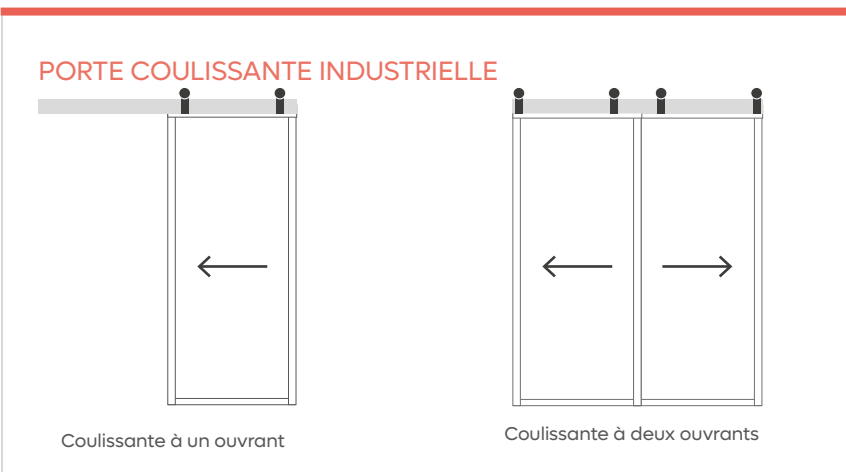 PORTE COULISSANTE INDUSTRIELLE
Coulissante à un ouvrant
Coulissante à deux ouvrants